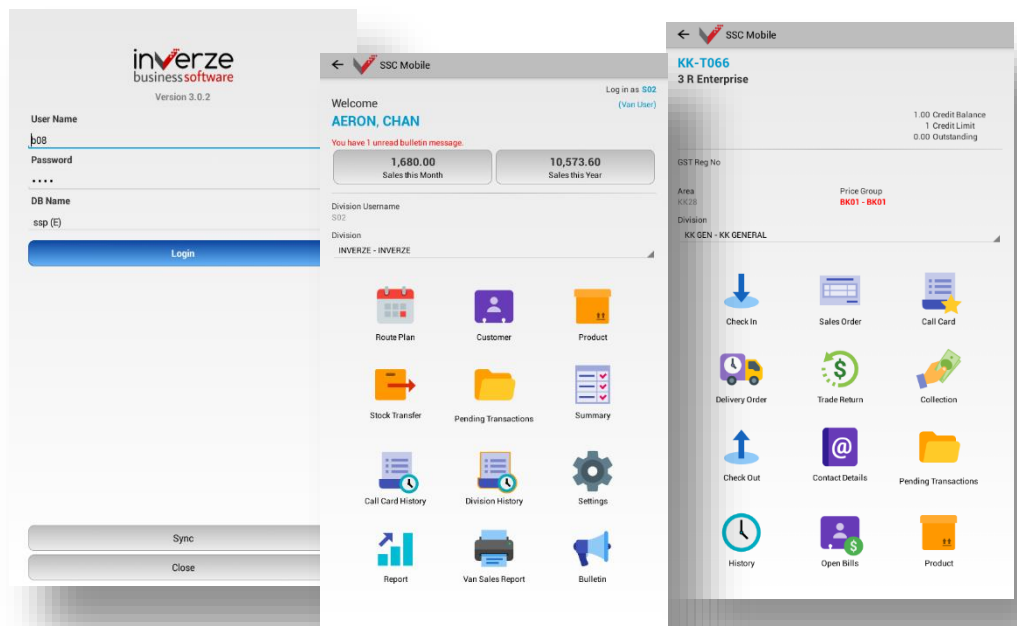 inverze
business software
Version 3.0.2
User Name
b08
Password
....
DB Name
ssp (E)
Login
Sync
Close
SSC Mobile
Log in as S02
Welcome
(Van User)
AERON, CHAN
You have 1 unread bulletin message.
1,680.00
Sales this Month
10,573.60
Sales this Year
Division Username
S02
Division
INVERZE - INVERZE
Route Plan
Customer
Product
Stock Transfer
Pending Transactions
Summary
Call Card History
Division History
Settings
Report
Van Sales Report
Bulletin
SSC Mobile
KK-T066
3 R Enterprise
1.00 Credit Balance
1 Credit Limit
0.00 Outstanding
GST Reg No
Area
KK28
Price Group
BK01 - BK01
Division
KK GEN - KK GENERAL
Check In
Sales Order
Call Card
Delivery Order
Trade Return
Collection
Check Out
Contact Details
Pending Transactions
History
Open Bills
Product